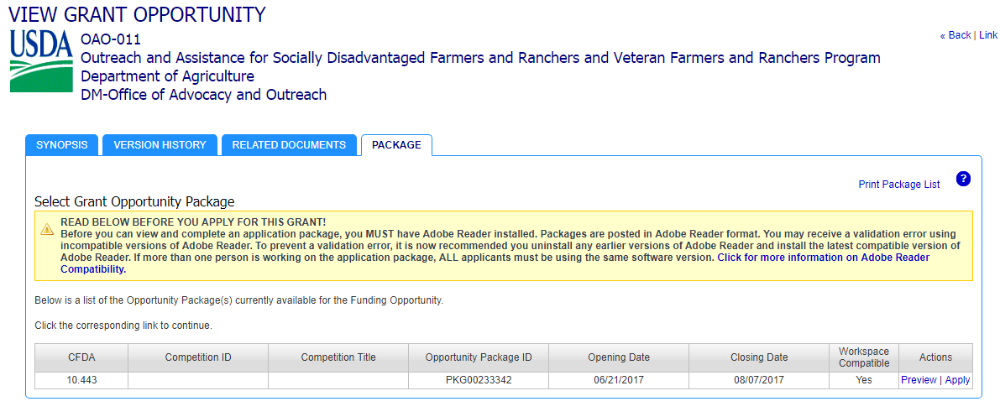 VIEW GRANT OPPORTUNITY
« Back | Link
USDA
OAO-011
Outreach and Assistance for Socially Disadvantaged Farmers and Ranchers and Veteran Farmers and Ranchers Program
Department of Agriculture
DM-Office of Advocacy and Outreach
SYNOPSIS VERSION HISTORY RELATED DOCUMENTS PACKAGE
Print Package List ?
Select Grant Opportunity Package
READ BELOW BEFORE YOU APPLY FOR THIS GRANT!
Before you can view and complete an application package, you MUST have Adobe Reader installed. Packages are posted in Adobe Reader format. You may receive a validation error using
incompatible versions of Adobe Reader. To prevent a validation error, it is now recommended you uninstall any earlier versions of Adobe Reader and install the latest compatible version of
Adobe Reader. If more than one person is working on the application package, ALL applicants must be using the same software version. Click for more information on Adobe Reader
Compatibility.
Below is a list of the Opportunity Package(s) currently available for the Funding Opportunity.
Click the corresponding link to continue.
CFDA Competition ID Competition Title Opportunity Package ID Opening Date Closing Date Workspace Compatible Actions
10.443 PKG00233342 06/21/2017 08/07/2017 Yes Preview | Apply